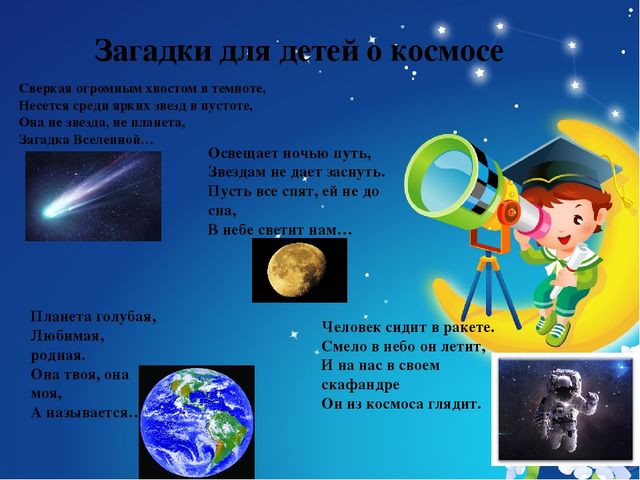 Загадки для детей о космосе
Сверкая огромным хвостом в темноте,
Несется среди ярких звезд в пустоте,
Она не звезда, не планета,
Загадка Вселенной…
Освещает ночью путь,
Звездам не дает заснуть.
Пусть все спят, ей не до
сна,
В небе светит нам…
Планета голубая,
Любимая,
родная.
Она твоя, она
моя,
А называется…
Человек сидит в ракете.
Смело в небо он летит,
И на нас в своем
скафандре
Он из космоса глядит.